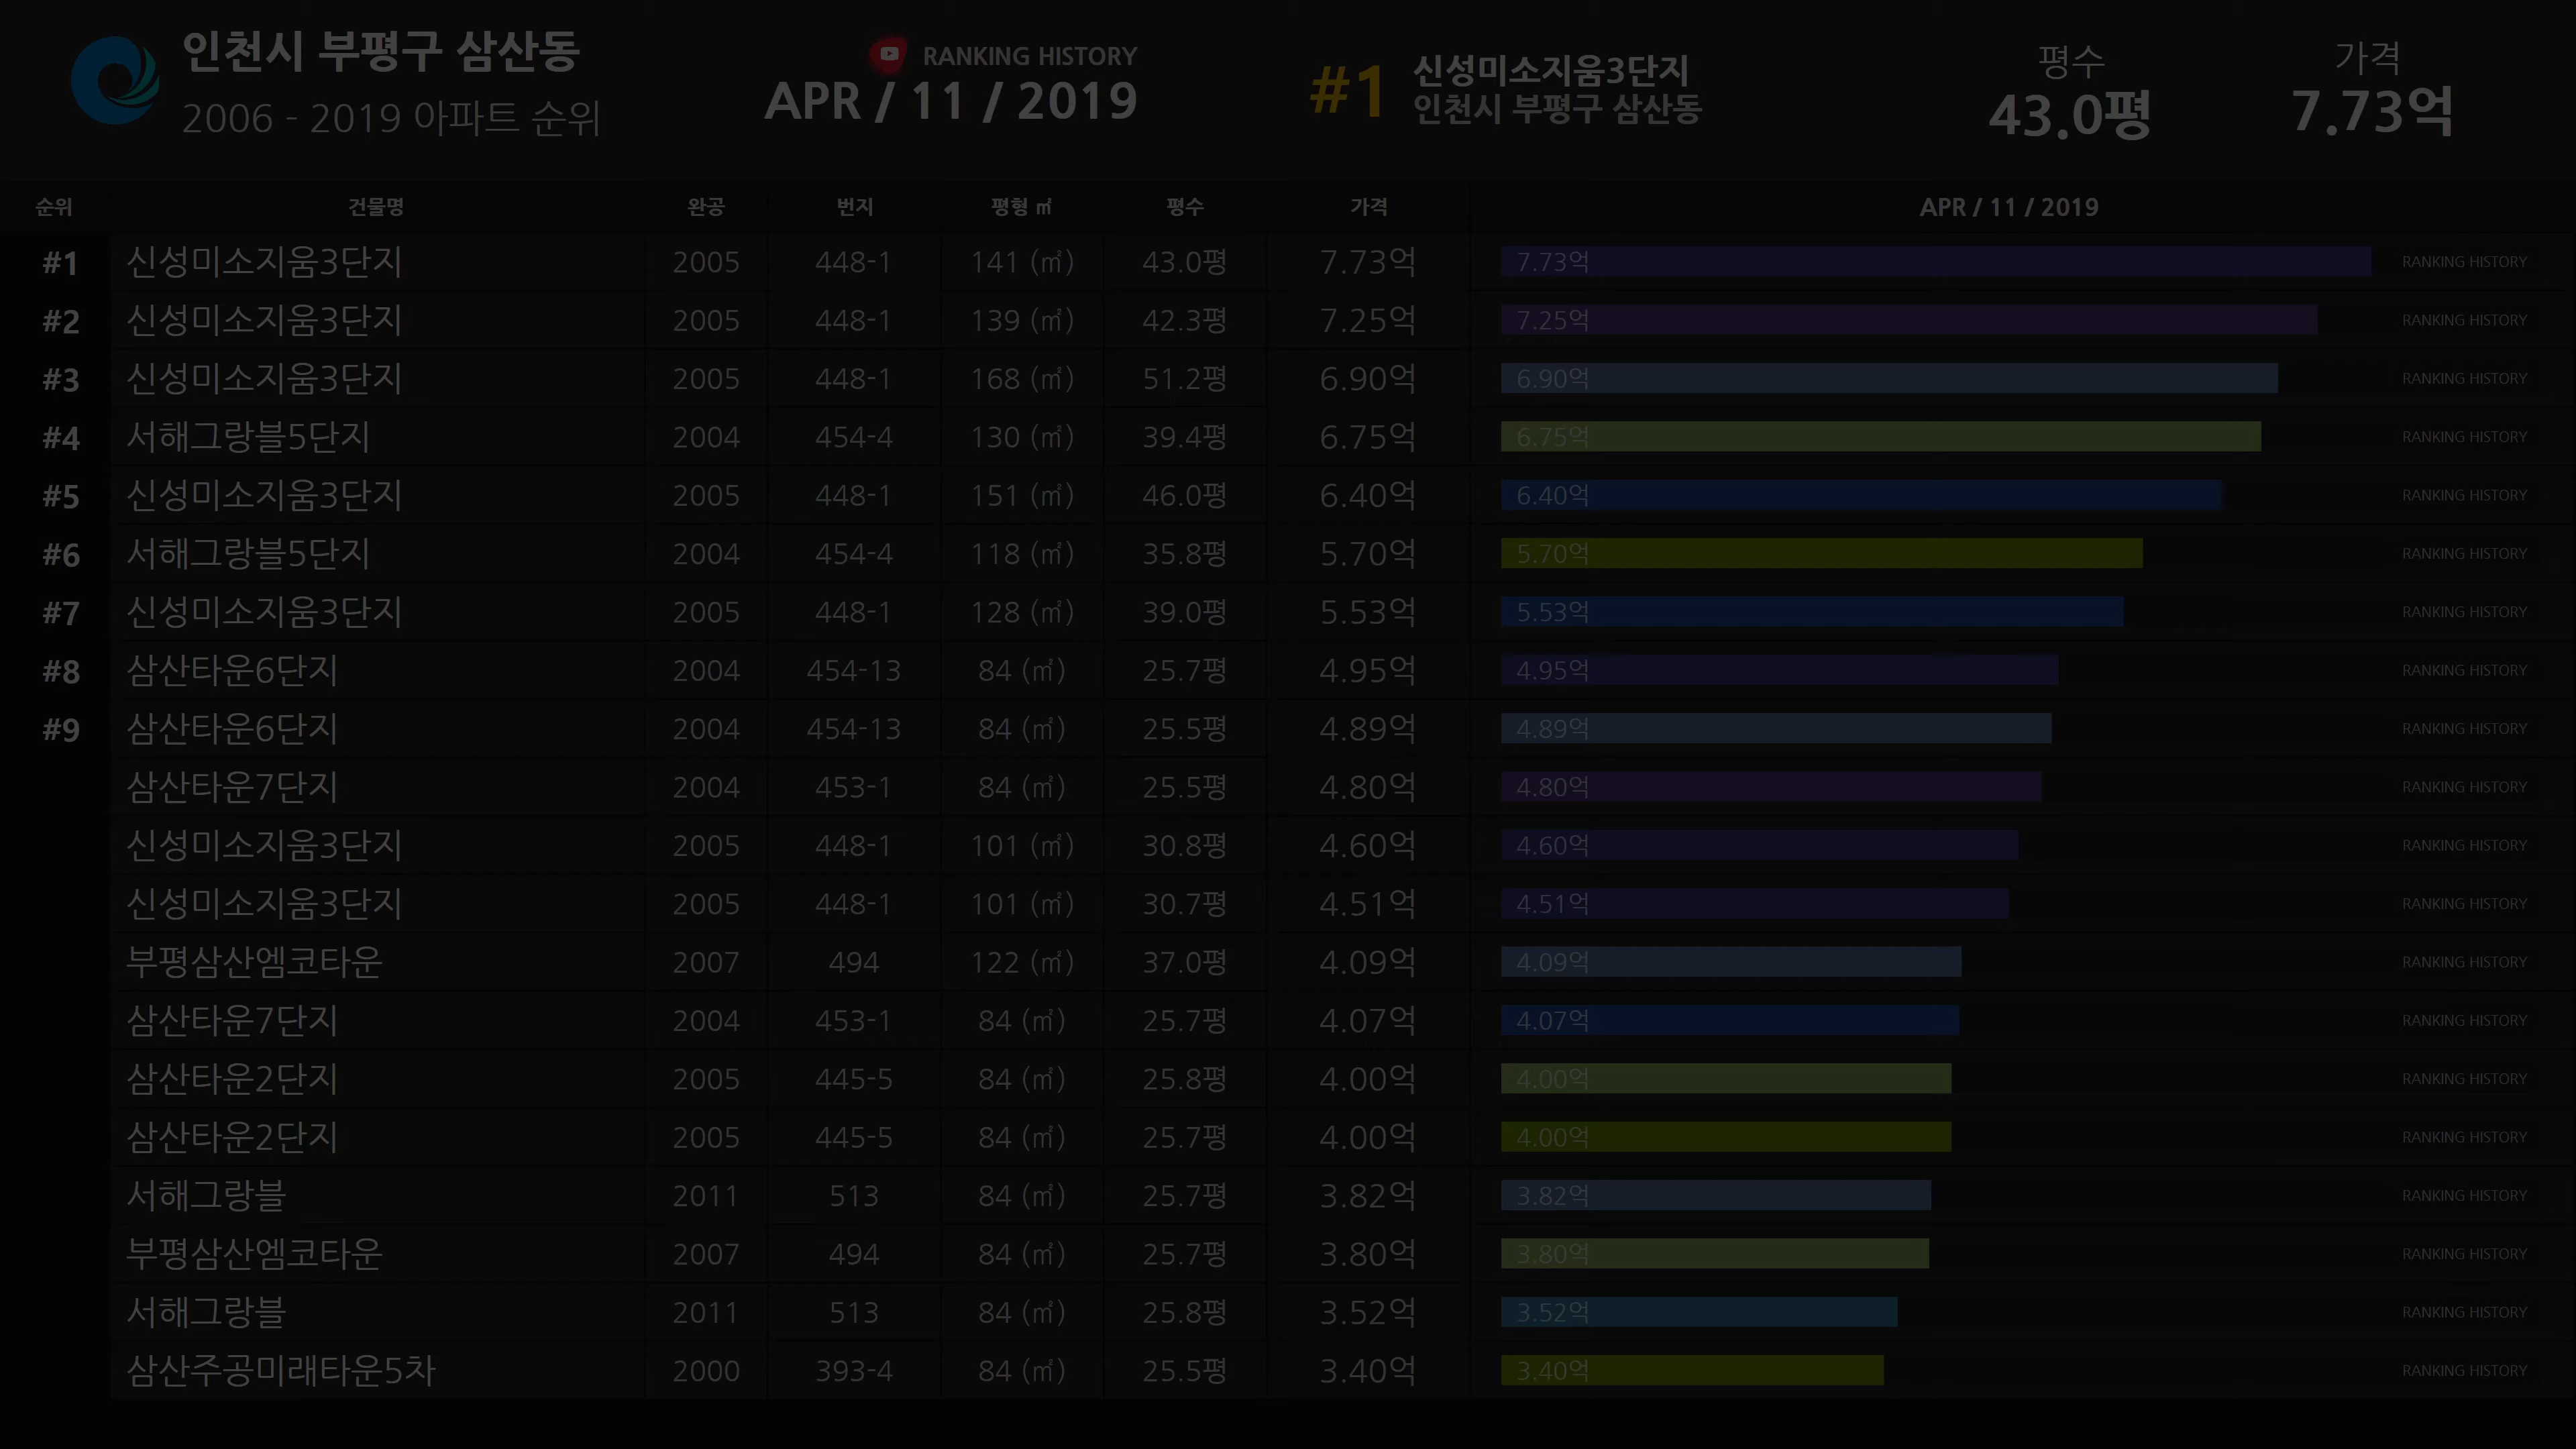 인천시 부평구 삼산동
2006 - 2019 아파트 순위
RANKING HISTORY
APR / 11 / 2019
#1 신성미소지움3단지
인천시 부평구 삼산동
평수
43.0평
가격
7.73억
순위 건물명 완공 번지 평형 ㎡ 평수 가격 APR / 11 / 2019
#1 신성미소지움3단지 2005 448-1 141 (㎡) 43.0평 7.73억 7.73억 RANKING HISTORY
#2 신성미소지움3단지 2005 448-1 139 (㎡) 42.3평 7.25억 7.25억 RANKING HISTORY
#3 신성미소지움3단지 2005 448-1 168 (㎡) 51.2평 6.90억 6.90억 RANKING HISTORY
#4 서해그랑블5단지 2004 454-4 130 (㎡) 39.4평 6.75억 6.75억 RANKING HISTORY
#5 신성미소지움3단지 2005 448-1 151 (㎡) 46.0평 6.40억 6.40억 RANKING HISTORY
#6 서해그랑블5단지 2004 454-4 118 (㎡) 35.8평 5.70억 5.70억 RANKING HISTORY
#7 신성미소지움3단지 2005 448-1 128 (㎡) 39.0평 5.53억 5.53억 RANKING HISTORY
#8 삼산타운6단지 2004 454-13 84 (㎡) 25.7평 4.95억 4.95억 RANKING HISTORY
#9 삼산타운6단지 2004 454-13 84 (㎡) 25.5평 4.89억 4.89억 RANKING HISTORY
삼산타운7단지 2004 453-1 84 (㎡) 25.5평 4.80억 4.80억 RANKING HISTORY
신성미소지움3단지 2005 448-1 101 (㎡) 30.8평 4.60억 4.60억 RANKING HISTORY
신성미소지움3단지 2005 448-1 101 (㎡) 30.7평 4.51억 4.51억 RANKING HISTORY
부평삼산엠코타운 2007 494 122 (㎡) 37.0평 4.09억 4.09억 RANKING HISTORY
삼산타운7단지 2004 453-1 84 (㎡) 25.7평 4.07억 4.07억 RANKING HISTORY
삼산타운2단지 2005 445-5 84 (㎡) 25.8평 4.00억 4.00억 RANKING HISTORY
삼산타운2단지 2005 445-5 84 (㎡) 25.7평 4.00억 4.00억 RANKING HISTORY
서해그랑블 2011 513 84 (㎡) 25.7평 3.82억 3.82억 RANKING HISTORY
부평삼산엠코타운 2007 494 84 (㎡) 25.7평 3.80억 3.80억 RANKING HISTORY
서해그랑블 2011 513 84 (㎡) 25.8평 3.52억 3.52억 RANKING HISTORY
삼산주공미래타운5차 2000 393-4 84 (㎡) 25.5평 3.40억 3.40억 RANKING HISTORY